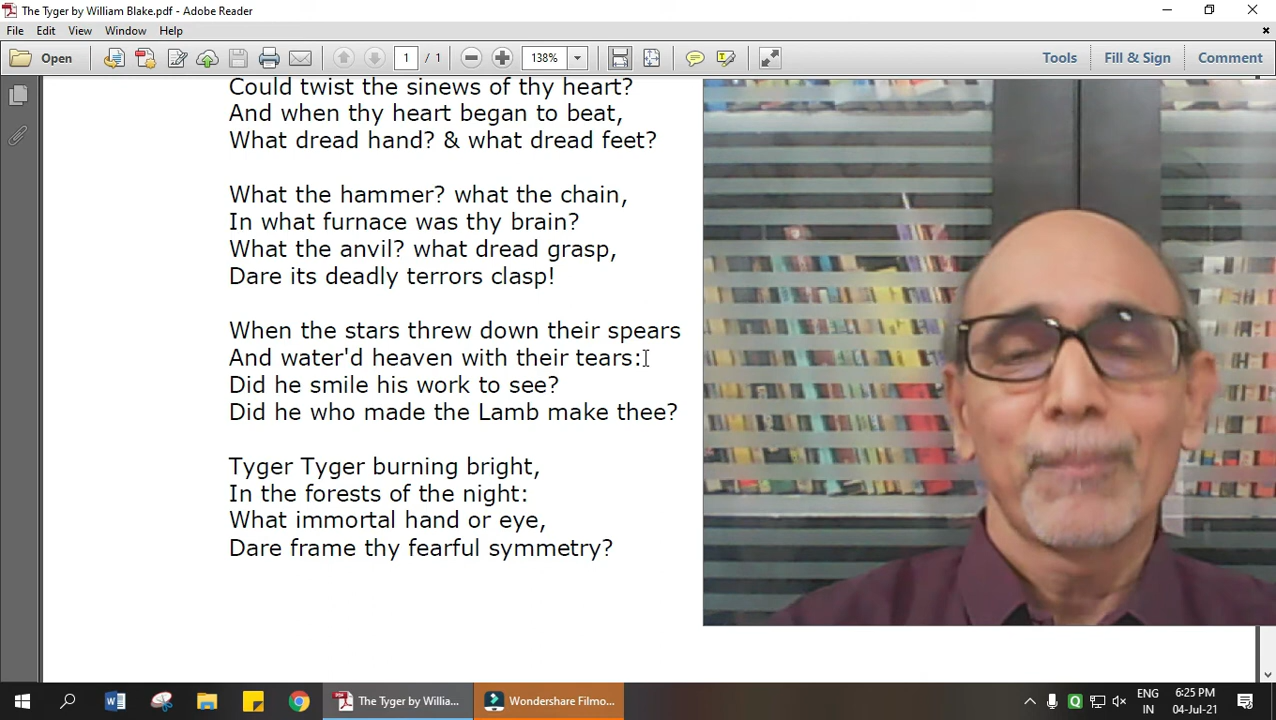 The Tyger by William Blake.pdf - Adobe Reader
File Edit View Window Help
Open 1 / 1 138% Tools Fill & Sign Comment
Could twist the sinews of thy heart?
And when thy heart began to beat,
What dread hand? & what dread feet?
What the hammer? what the chain,
In what furnace was thy brain?
What the anvil? what dread grasp,
Dare its deadly terrors clasp!
When the stars threw down their spears
And water'd heaven with their tears:
Did he smile his work to see?
Did he who made the Lamb make thee?
Tyger Tyger burning bright,
In the forests of the night:
What immortal hand or eye,
Dare frame thy fearful symmetry?
The Tyger by Willia... Wondershare Filmo... ENG 6:25 PM
IN 04-Jul-21